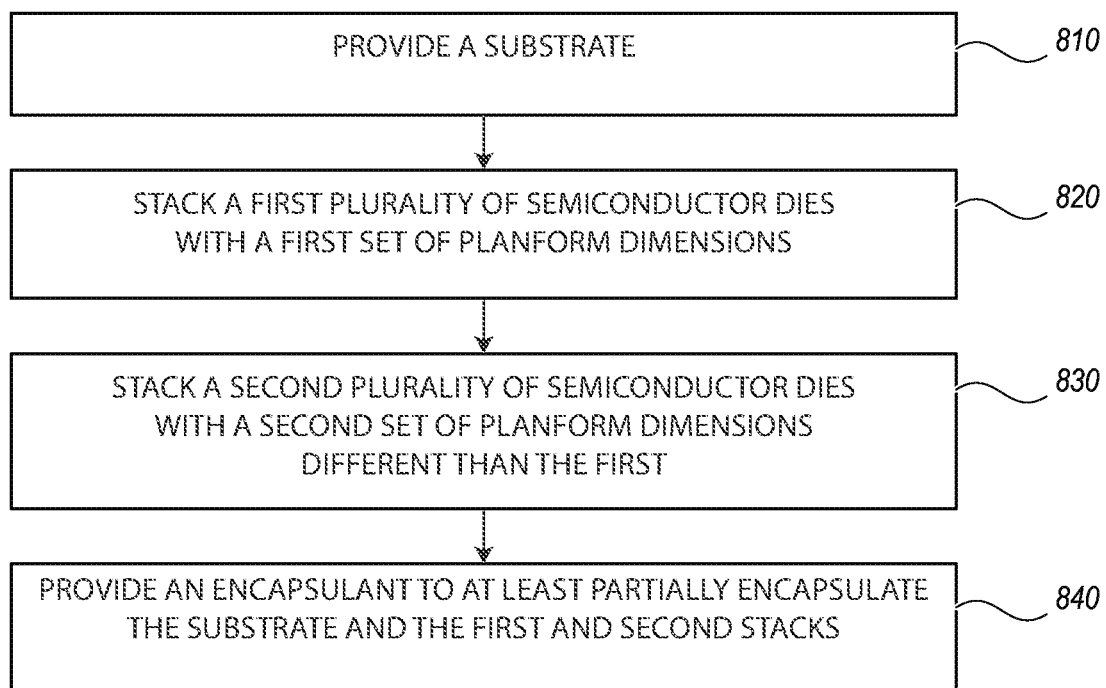 PROVIDE A SUBSTRATE
810
STACK A FIRST PLURALITY OF SEMICONDUCTOR DIES
WITH A FIRST SET OF PLANFORM DIMENSIONS
820
STACK A SECOND PLURALITY OF SEMICONDUCTOR DIES
WITH A SECOND SET OF PLANFORM DIMENSIONS
DIFFERENT THAN THE FIRST
830
PROVIDE AN ENCAPSULANT TO AT LEAST PARTIALLY ENCAPSULATE
THE SUBSTRATE AND THE FIRST AND SECOND STACKS
840